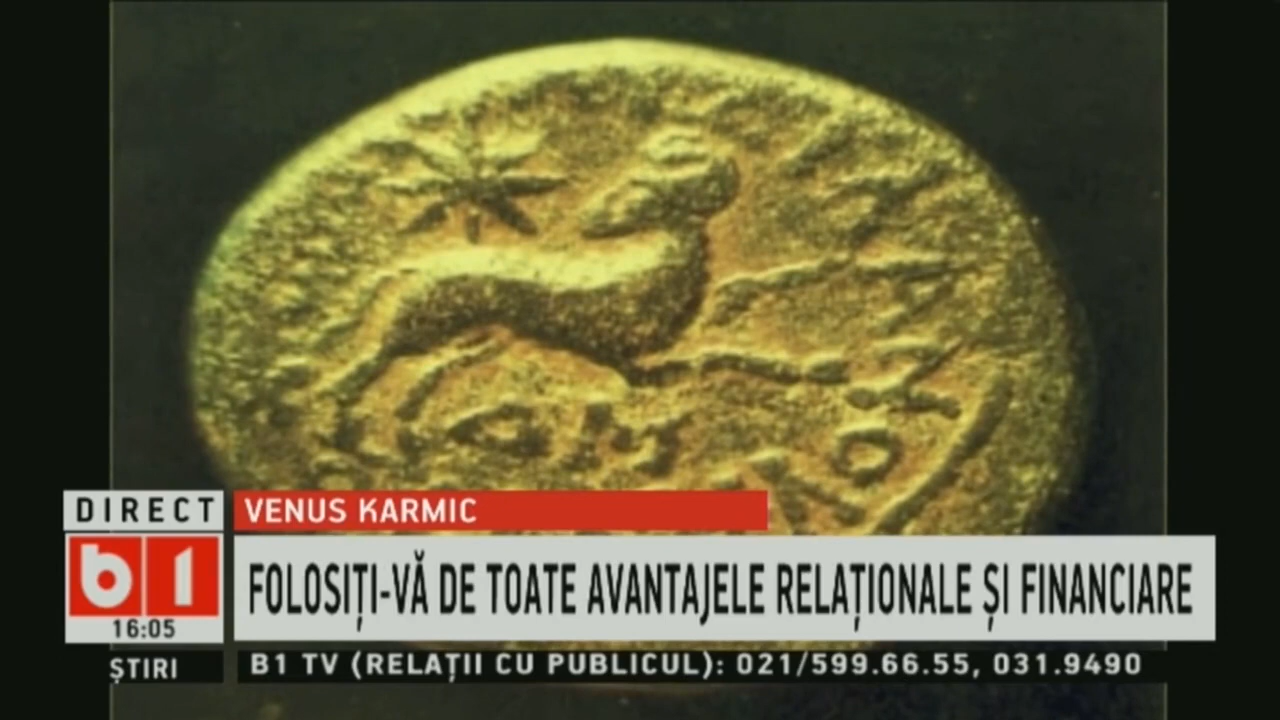 DIRECT
VENUS KARMIC
b1
FOLOSIȚI-VĂ DE TOATE AVANTAJELE RELAȚIONALE ȘI FINANCIARE
16:05
ȘTIRI
B1 TV (RELAȚII CU PUBLICUL): 021/599.66.55, 031.9490